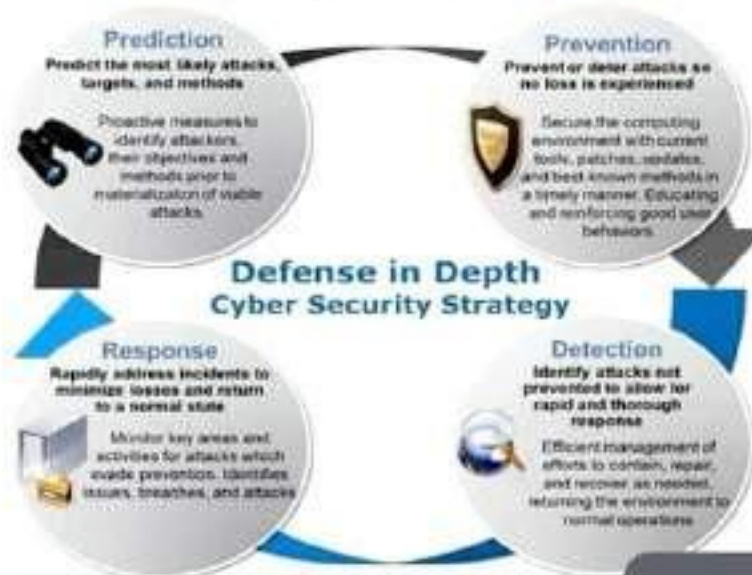 Prediction
Predict the most likely attacks,
targets, and methods
Proactive measures to
identify attackers,
their objectives and
methods prior to
materialization of viable
attacks.
Prevention
Prevent or deter attacks so
no loss is experienced
Secure the computing
environment with current
tools, patches, updates,
and best known methods in
a timely manner. Educating
and reinforcing good user
behaviors.
Defense in Depth
Cyber Security Strategy
Response
Rapidly address incidents to
minimize losses and return
to a normal state
Monitor key areas and
activities for attacks which
evade prevention. Identifies
issues, breathes, and attacks
Detection
Identify attacks not
prevented to allow for
rapid and thorough
response
Efficient management of
efforts to contain, repair,
and recover as needed,
returning the environment to
normal operations